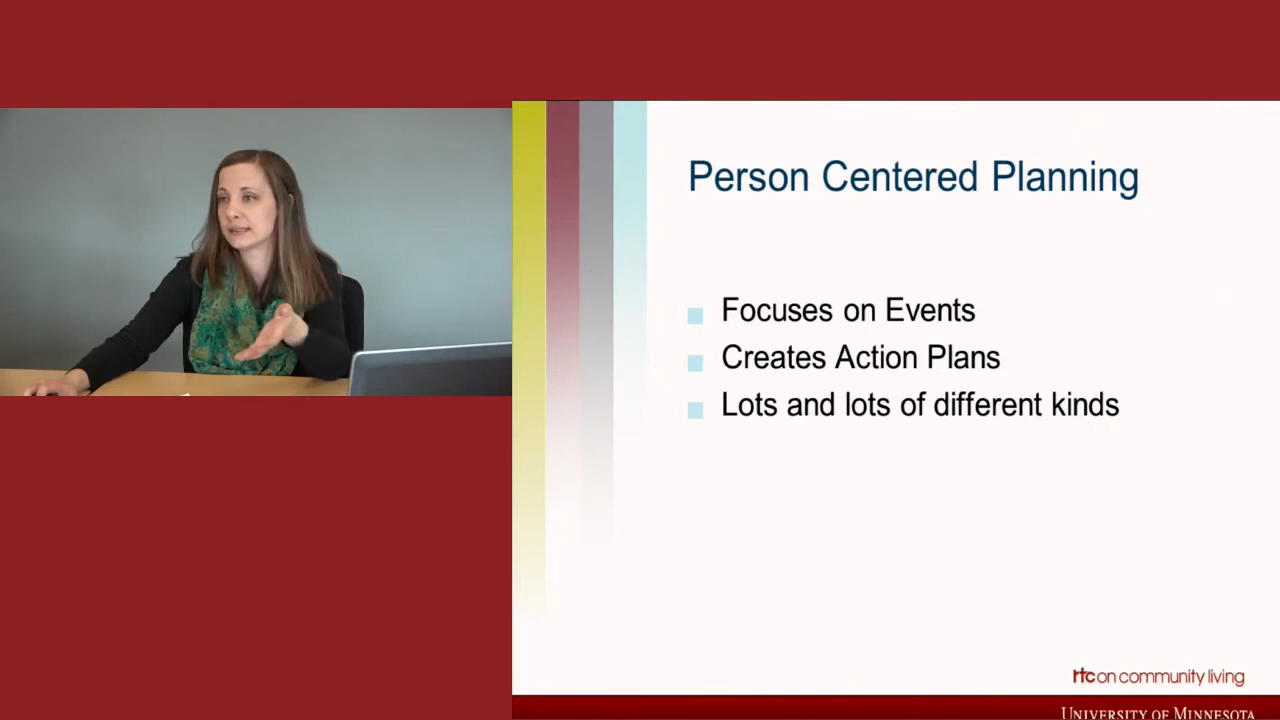 Person Centered Planning
Focuses on Events
Creates Action Plans
Lots and lots of different kinds
rtc on community living
UNIVERSITY OF MINNESOTA